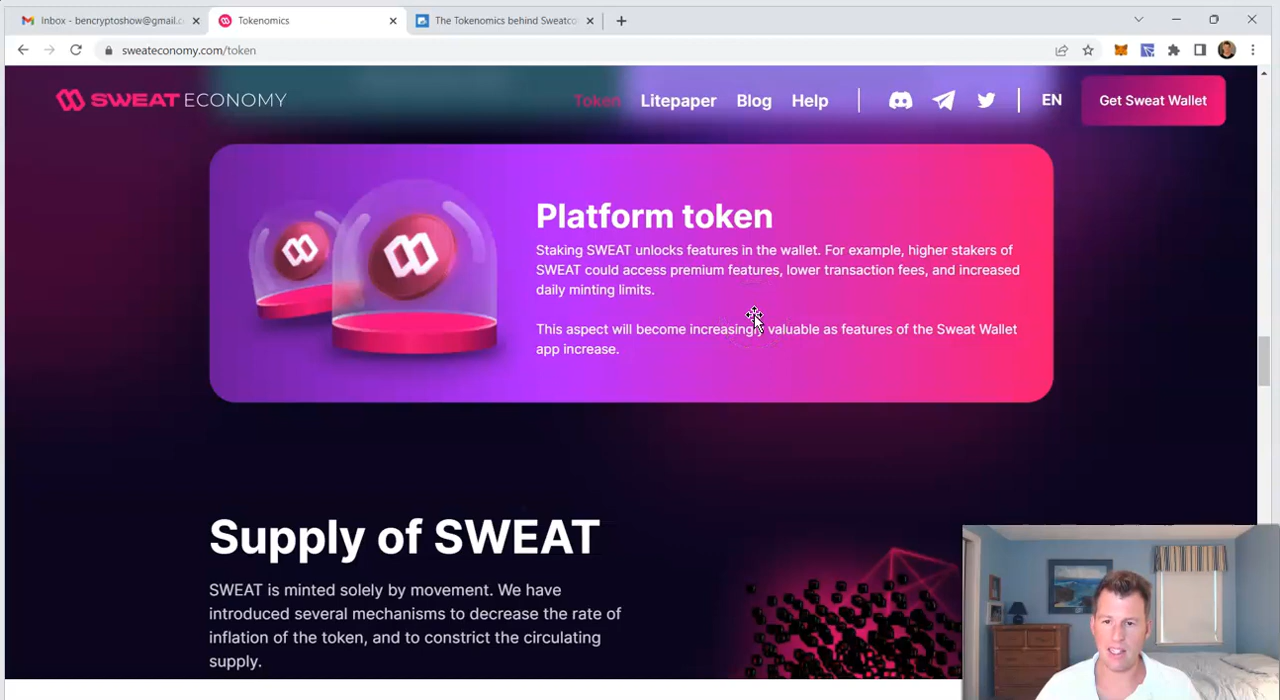 Inbox - bencryptoshow@gmail.c
Tokenomics
The Tokenomics behind Sweatco
sweateconomy.com/token
SWEAT ECONOMY
Token
Litepaper
Blog
Help
EN
Get Sweat Wallet
Platform token
Staking SWEAT unlocks features in the wallet. For example, higher stakers of
SWEAT could access premium features, lower transaction fees, and increased
daily minting limits.
This aspect will become increasingly valuable as features of the Sweat Wallet
app increase.
Supply of SWEAT
SWEAT is minted solely by movement. We have
introduced several mechanisms to decrease the rate of
inflation of the token, and to constrict the circulating
supply.